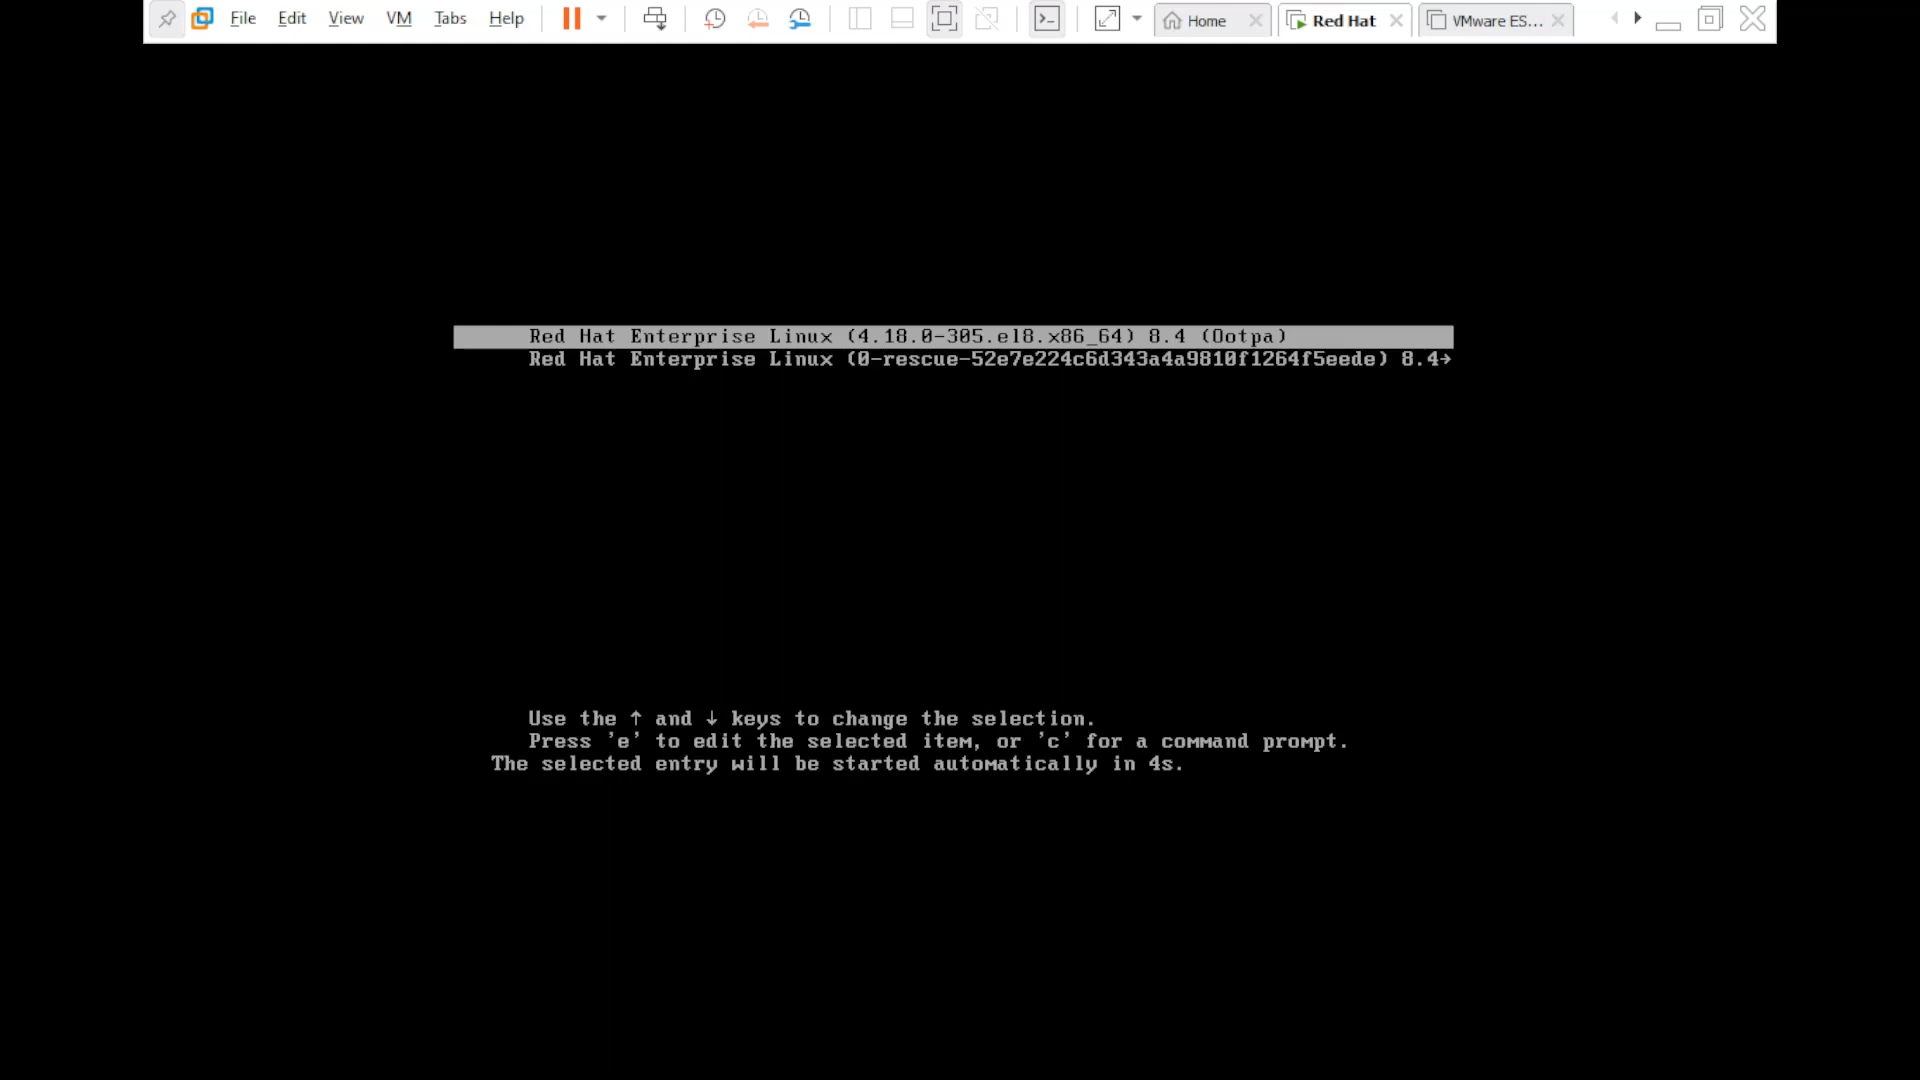 File Edit View VM Tabs Help Home Red Hat VMware ES...
Red Hat Enterprise Linux (4.18.0-305.el8.x86_64) 8.4 (Ootpa)
Red Hat Enterprise Linux (0-rescue-52e7e224c6d343a4a9810f1264f5eede) 8.4→
Use the ↑ and ↓ keys to change the selection.
Press 'e' to edit the selected item, or 'c' for a command prompt.
The selected entry will be started automatically in 4s.